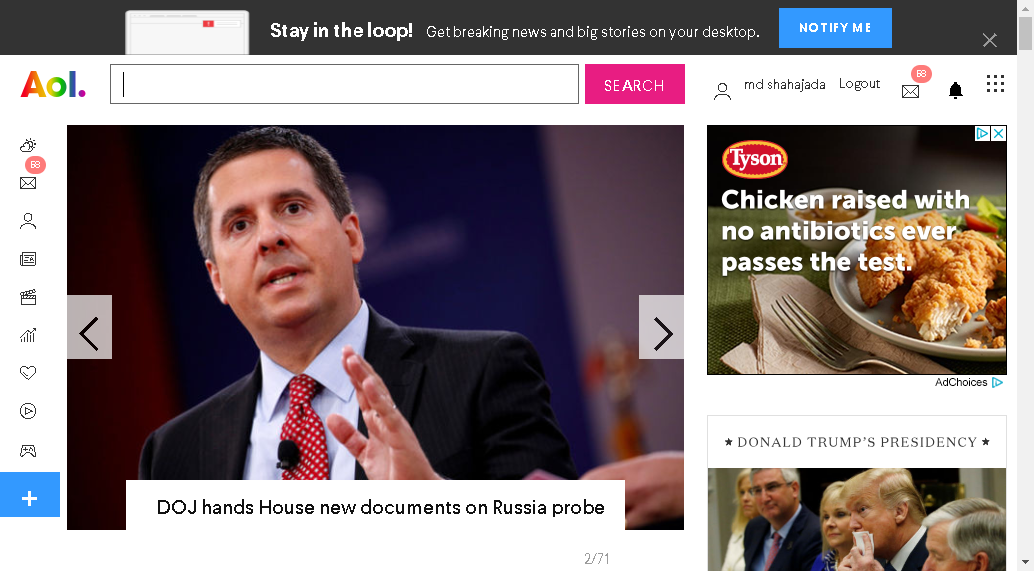 Stay in the loop! Get breaking news and big stories on your desktop.
NOTIFY ME
Aol.
SEARCH
md shahajada
Logout
58
58
Tyson
Chicken raised with
no antibiotics ever
passes the test.
AdChoices
DOJ hands House new documents on Russia probe
2/71
★ DONALD TRUMP'S PRESIDENCY ★